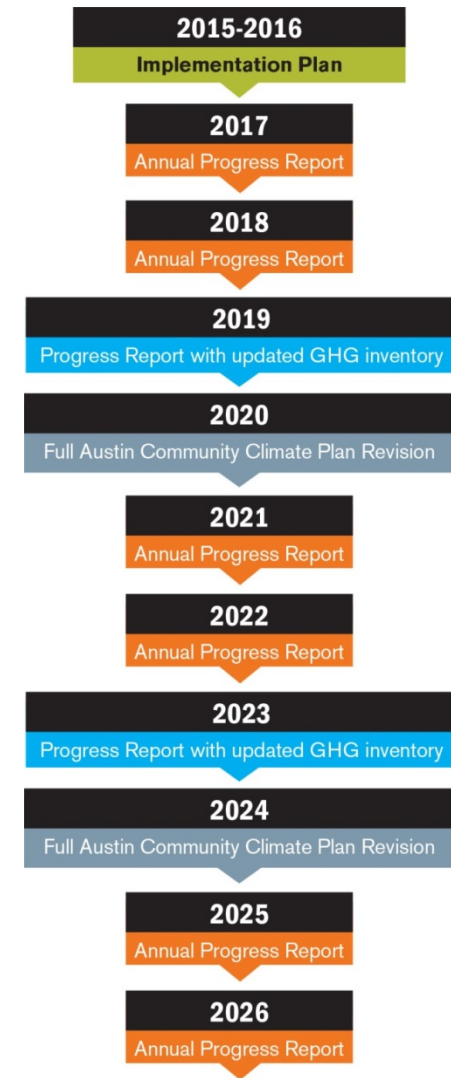 2015-2016
Implementation Plan
2017
Annual Progress Report
2018
Annual Progress Report
2019
Progress Report with updated GHG inventory
2020
Full Austin Community Climate Plan Revision
2021
Annual Progress Report
2022
Annual Progress Report
2023
Progress Report with updated GHG inventory
2024
Full Austin Community Climate Plan Revision
2025
Annual Progress Report
2026
Annual Progress Report